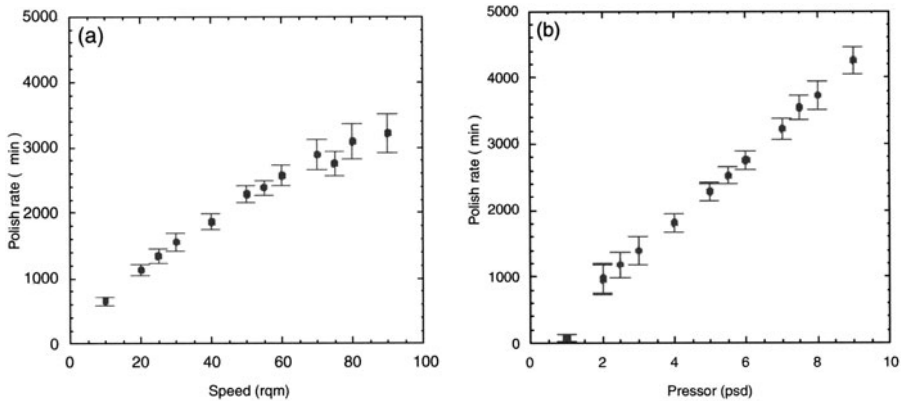 (a)
5000
4000
3000
2000
1000
0
Polish rate ( min)
0 20 40 60 80 100
Speed (rqm)
(b)
5000
4000
3000
2000
1000
0
Polish rate ( min)
0 2 4 6 8 10
Pressor (psd)